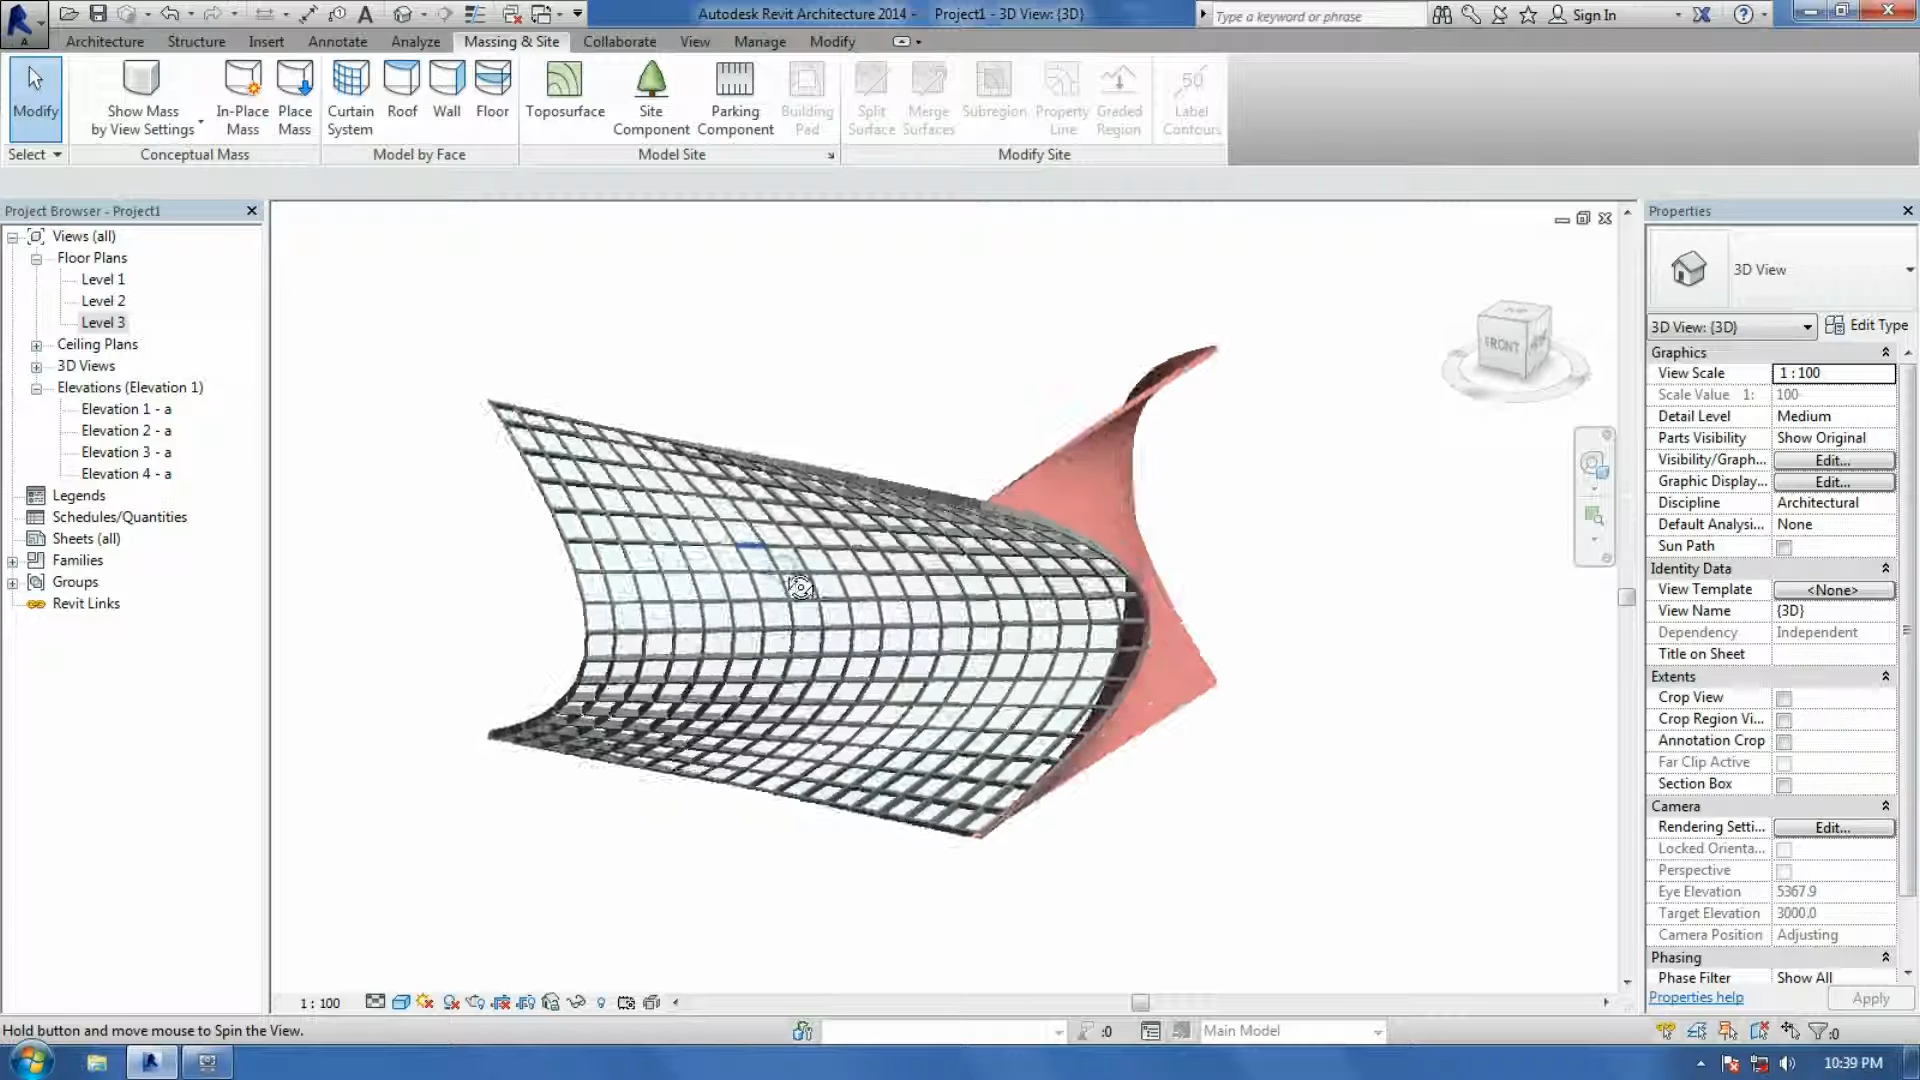 Autodesk Revit Architecture 2014 - Project1 - 3D View: {3D}
Type a keyword or phrase
Sign In
Architecture Structure Insert Annotate Analyze Massing & Site Collaborate View Manage Modify
Modify
Show Mass by View Settings
In-Place Mass
Place Mass
Curtain System
Roof
Wall
Floor
Toposurface
Site Component
Parking Component
Building Pad
Split Surface
Merge Surfaces
Subregion
Property Line
Graded Region
Label Contours
Select
Conceptual Mass
Model by Face
Model Site
Modify Site
Project Browser - Project1
Views (all)
Floor Plans
Level 1
Level 2
Level 3
Ceiling Plans
3D Views
Elevations (Elevation 1)
Elevation 1 - a
Elevation 2 - a
Elevation 3 - a
Elevation 4 - a
Legends
Schedules/Quantities
Sheets (all)
Families
Groups
Revit Links
FRONT
Properties
3D View
3D View: {3D}
Edit Type
Graphics
View Scale 1 : 100
Scale Value 1: 100
Detail Level Medium
Parts Visibility Show Original
Visibility/Graph... Edit...
Graphic Display... Edit...
Discipline Architectural
Default Analysi... None
Sun Path
Identity Data
View Template <None>
View Name {3D}
Dependency Independent
Title on Sheet
Extents
Crop View
Crop Region Vi...
Annotation Crop
Far Clip Active
Section Box
Camera
Rendering Setti... Edit...
Locked Orienta...
Perspective
Eye Elevation 5367.9
Target Elevation 3000.0
Camera Position Adjusting
Phasing
Phase Filter Show All
Properties help
Apply
1 : 100
Hold button and move mouse to Spin the View.
:0
Main Model
:0
10:39 PM